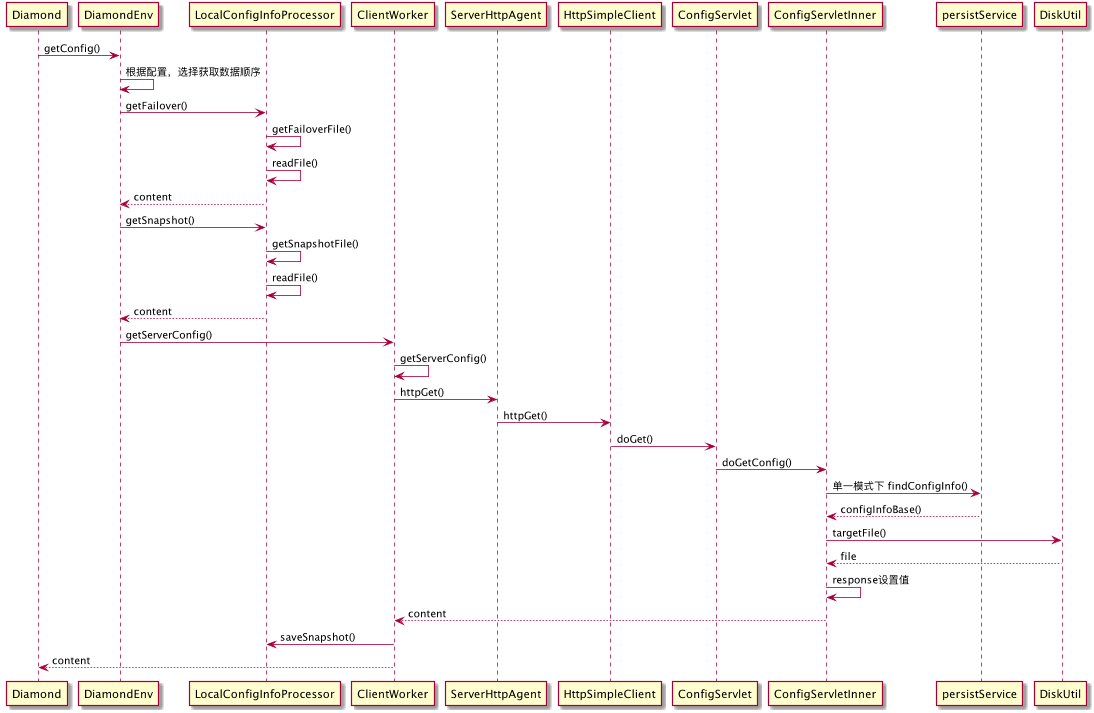 Diamond DiamondEnv LocalConfigInfoProcessor ClientWorker ServerHttpAgent HttpSimpleClient ConfigServlet ConfigServletInner persistService DiskUtil
getConfig()
根据配置，选择获取数据顺序
getFailover()
getFailoverFile()
readFile()
content
getSnapshot()
getSnapshotFile()
readFile()
content
getServerConfig()
getServerConfig()
httpGet()
httpGet()
doGet()
doGetConfig()
单一模式下 findConfigInfo()
configInfoBase()
targetFile()
file
response设置值
content
saveSnapshot()
content
Diamond DiamondEnv LocalConfigInfoProcessor ClientWorker ServerHttpAgent HttpSimpleClient ConfigServlet ConfigServletInner persistService DiskUtil